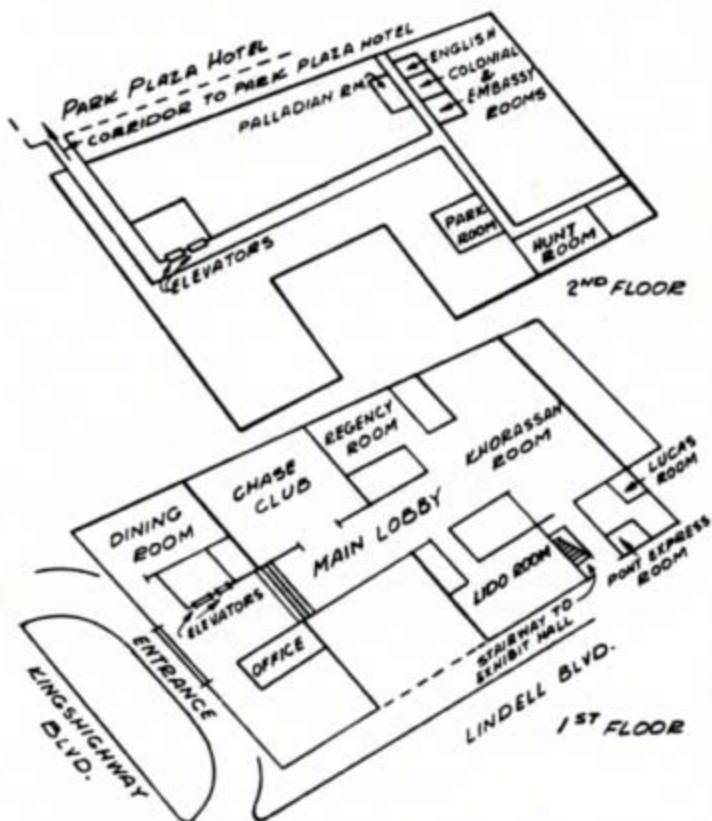 PARK PLAZA HOTEL
CORRIDOR TO PARK PLAZA HOTEL
PALLADIAN RM.
ENGLISH
COLONIAL
&
EMBASSY
ROOMS
PARK
ROOM
HUNT
ROOM
ELEVATORS
2ND FLOOR
REGENCY
ROOM
KHORASSAN
ROOM
LUCAS
ROOM
PONY EXPRESS
ROOM
CHASE
CLUB
DINING
ROOM
MAIN LOBBY
LIDO ROOM
ELEVATORS
OFFICE
STAIRWAY TO
EXHIBIT HALL
ENTRANCE
KINGSHIGHWAY
BLVD.
LINDELL BLVD.
1ST FLOOR